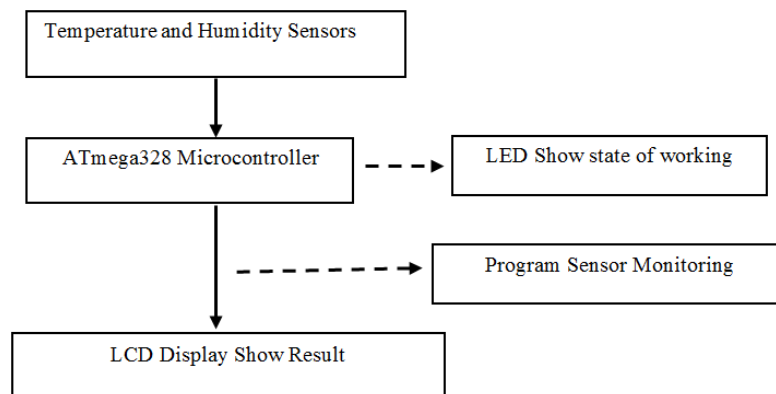 Temperature and Humidity Sensors
ATmega328 Microcontroller
LED Show state of working
Program Sensor Monitoring
LCD Display Show Result